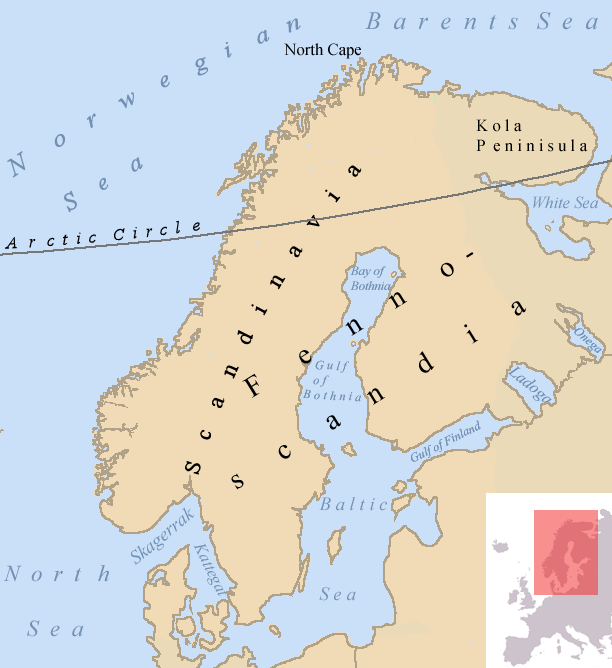 Barents Sea
Norwegian
Sea
North Cape
Kola
Peninisula
White Sea
Arctic Circle
Scandinavia
Bay of
Bothnia
Fenno-
scandia
Gulf
of
Bothnia
Onega
Ladoga
Gulf of Finland
Skagerrak
Kattegat
Baltic
Sea
North
Sea